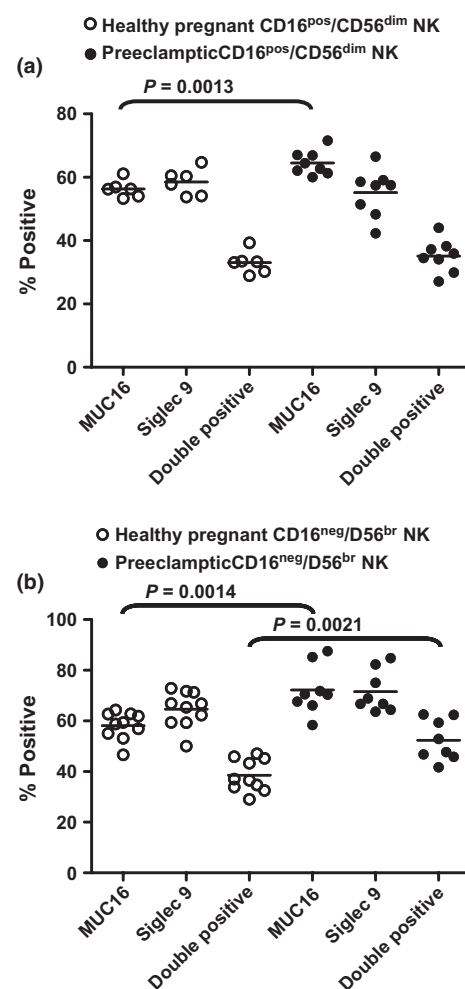 Healthy pregnant CD16pos/CD56dim NK
PreeclampticCD16pos/CD56dim NK
(a)
P = 0.0013
80
60
40
20
0
% Positive
MUC16
Siglec 9
Double positive
MUC16
Siglec 9
Double positive
Healthy pregnant CD16neg/D56br NK
PreeclampticCD16neg/D56br NK
(b)
P = 0.0014
P = 0.0021
100
80
60
40
20
0
% Positive
MUC16
Siglec 9
Double positive
MUC16
Siglec 9
Double positive